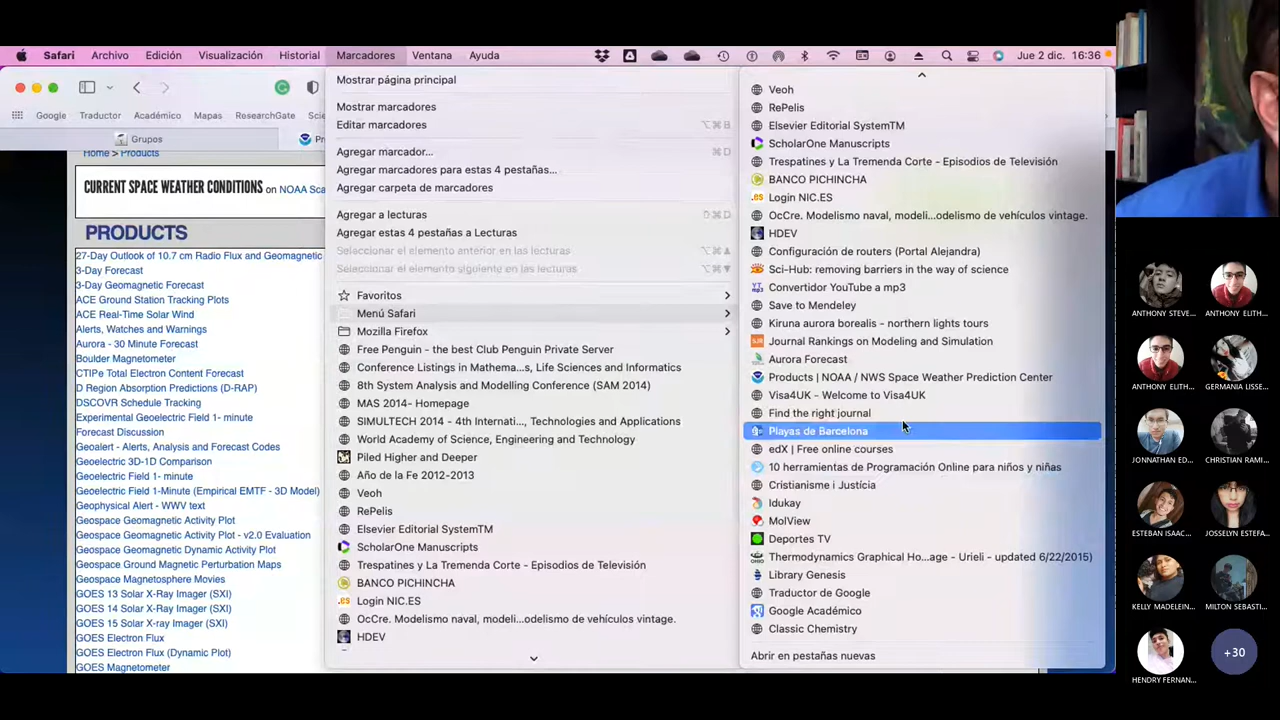 Safari Archivo Edición Visualización Historial Marcadores Ventana Ayuda Jue 2 dic. 16:36
Google Traductor Académico Mapas ResearchGate Scie
Grupos Pr
Home > Products
CURRENT SPACE WEATHER CONDITIONS on NOAA Sca
PRODUCTS
27-Day Outlook of 10.7 cm Radio Flux and Geomagnetic
3-Day Forecast
3-Day Geomagnetic Forecast
ACE Ground Station Tracking Plots
ACE Real-Time Solar Wind
Alerts, Watches and Warnings
Aurora - 30 Minute Forecast
Boulder Magnetometer
CTIPe Total Electron Content Forecast
D Region Absorption Predictions (D-RAP)
DSCOVR Schedule Tracking
Experimental Geoelectric Field 1- minute
Forecast Discussion
Geoalert - Alerts, Analysis and Forecast Codes
Geoelectric 3D-1D Comparison
Geoelectric Field 1- minute
Geoelectric Field 1-Minute (Empirical EMTF - 3D Model)
Geophysical Alert - WWV text
Geospace Geomagnetic Activity Plot
Geospace Geomagnetic Activity Plot - v2.0 Evaluation
Geospace Geomagnetic Dynamic Activity Plot
Geospace Ground Magnetic Perturbation Maps
Geospace Magnetosphere Movies
GOES 13 Solar X-Ray Imager (SXI)
GOES 14 Solar X-Ray Imager (SXI)
GOES 15 Solar X-ray Imager (SXI)
GOES Electron Flux
GOES Electron Flux (Dynamic Plot)
GOES Magnetometer
Mostrar página principal
Mostrar marcadores
Editar marcadores ⌥⌘B
Agregar marcador... ⌘D
Agregar marcadores para estas 4 pestañas...
Agregar carpeta de marcadores
Agregar a lecturas ⇧⌘D
Agregar estas 4 pestañas a Lecturas
Seleccionar el elemento anterior en las lecturas ⌥⌘▲
Seleccionar el elemento siguiente en las lecturas ⌥⌘▼
Favoritos
Menú Safari
Mozilla Firefox
Free Penguin - the best Club Penguin Private Server
Conference Listings in Mathema...s, Life Sciences and Informatics
8th System Analysis and Modelling Conference (SAM 2014)
MAS 2014- Homepage
SIMULTECH 2014 - 4th Internati..., Technologies and Applications
World Academy of Science, Engineering and Technology
Piled Higher and Deeper
Año de la Fe 2012-2013
Veoh
RePelis
Elsevier Editorial SystemTM
ScholarOne Manuscripts
Trespatines y La Tremenda Corte - Episodios de Televisión
BANCO PICHINCHA
Login NIC.ES
OcCre. Modelismo naval, modeli...odelismo de vehículos vintage.
HDEV
Veoh
RePelis
Elsevier Editorial SystemTM
ScholarOne Manuscripts
Trespatines y La Tremenda Corte - Episodios de Televisión
BANCO PICHINCHA
Login NIC.ES
OcCre. Modelismo naval, modeli...odelismo de vehículos vintage.
HDEV
Configuración de routers (Portal Alejandra)
Sci-Hub: removing barriers in the way of science
Convertidor YouTube a mp3
Save to Mendeley
Kiruna aurora borealis - northern lights tours
Journal Rankings on Modeling and Simulation
Aurora Forecast
Products | NOAA / NWS Space Weather Prediction Center
Visa4UK - Welcome to Visa4UK
Find the right journal
Playas de Barcelona
edX | Free online courses
10 herramientas de Programación Online para niños y niñas
Cristianisme i Justícia
Idukay
MolView
Deportes TV
Thermodynamics Graphical Ho...age - Urieli - updated 6/22/2015)
Library Genesis
Traductor de Google
Google Académico
Classic Chemistry
Abrir en pestañas nuevas
ANTHONY STEVE... ANTHONY ELITH...
ANTHONY ELITH... GERMANIA LISSE...
JONNATHAN ED... CHRISTIAN RAMI...
ESTEBAN ISAAC... JOSSELYN ESTEFA...
KELLY MADELEIN... MILTON SEBASTI...
HENDRY FERNAN... +30